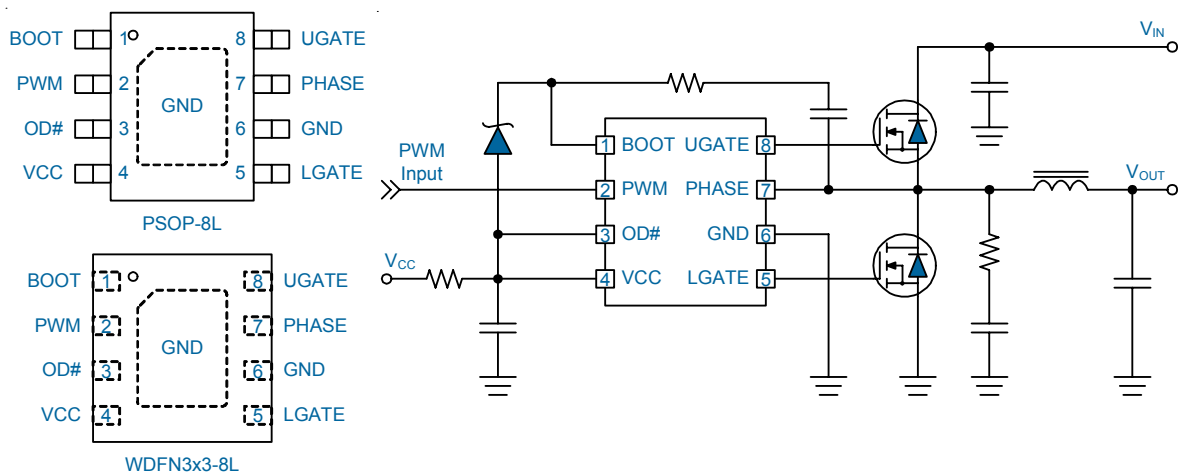 BOOT 1 8 UGATE
PWM 2 7 PHASE
GND
OD# 3 6 GND
VCC 4 5 LGATE
PSOP-8L
BOOT 1 8 UGATE
PWM 2 7 PHASE
GND
OD# 3 6 GND
VCC 4 5 LGATE
WDFN3x3-8L
VIN
PWM
Input
1 BOOT UGATE 8
2 PWM PHASE 7
3 OD# GND 6
4 VCC LGATE 5
VCC
VOUT